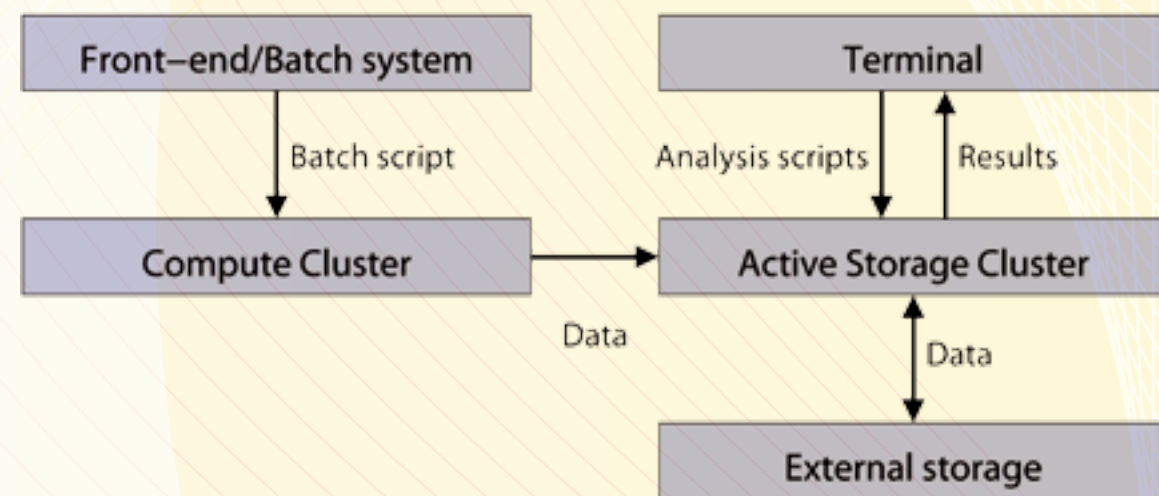 Front–end/Batch system
Terminal
Batch script
Analysis scripts
Results
Compute Cluster
Active Storage Cluster
Data
Data
External storage